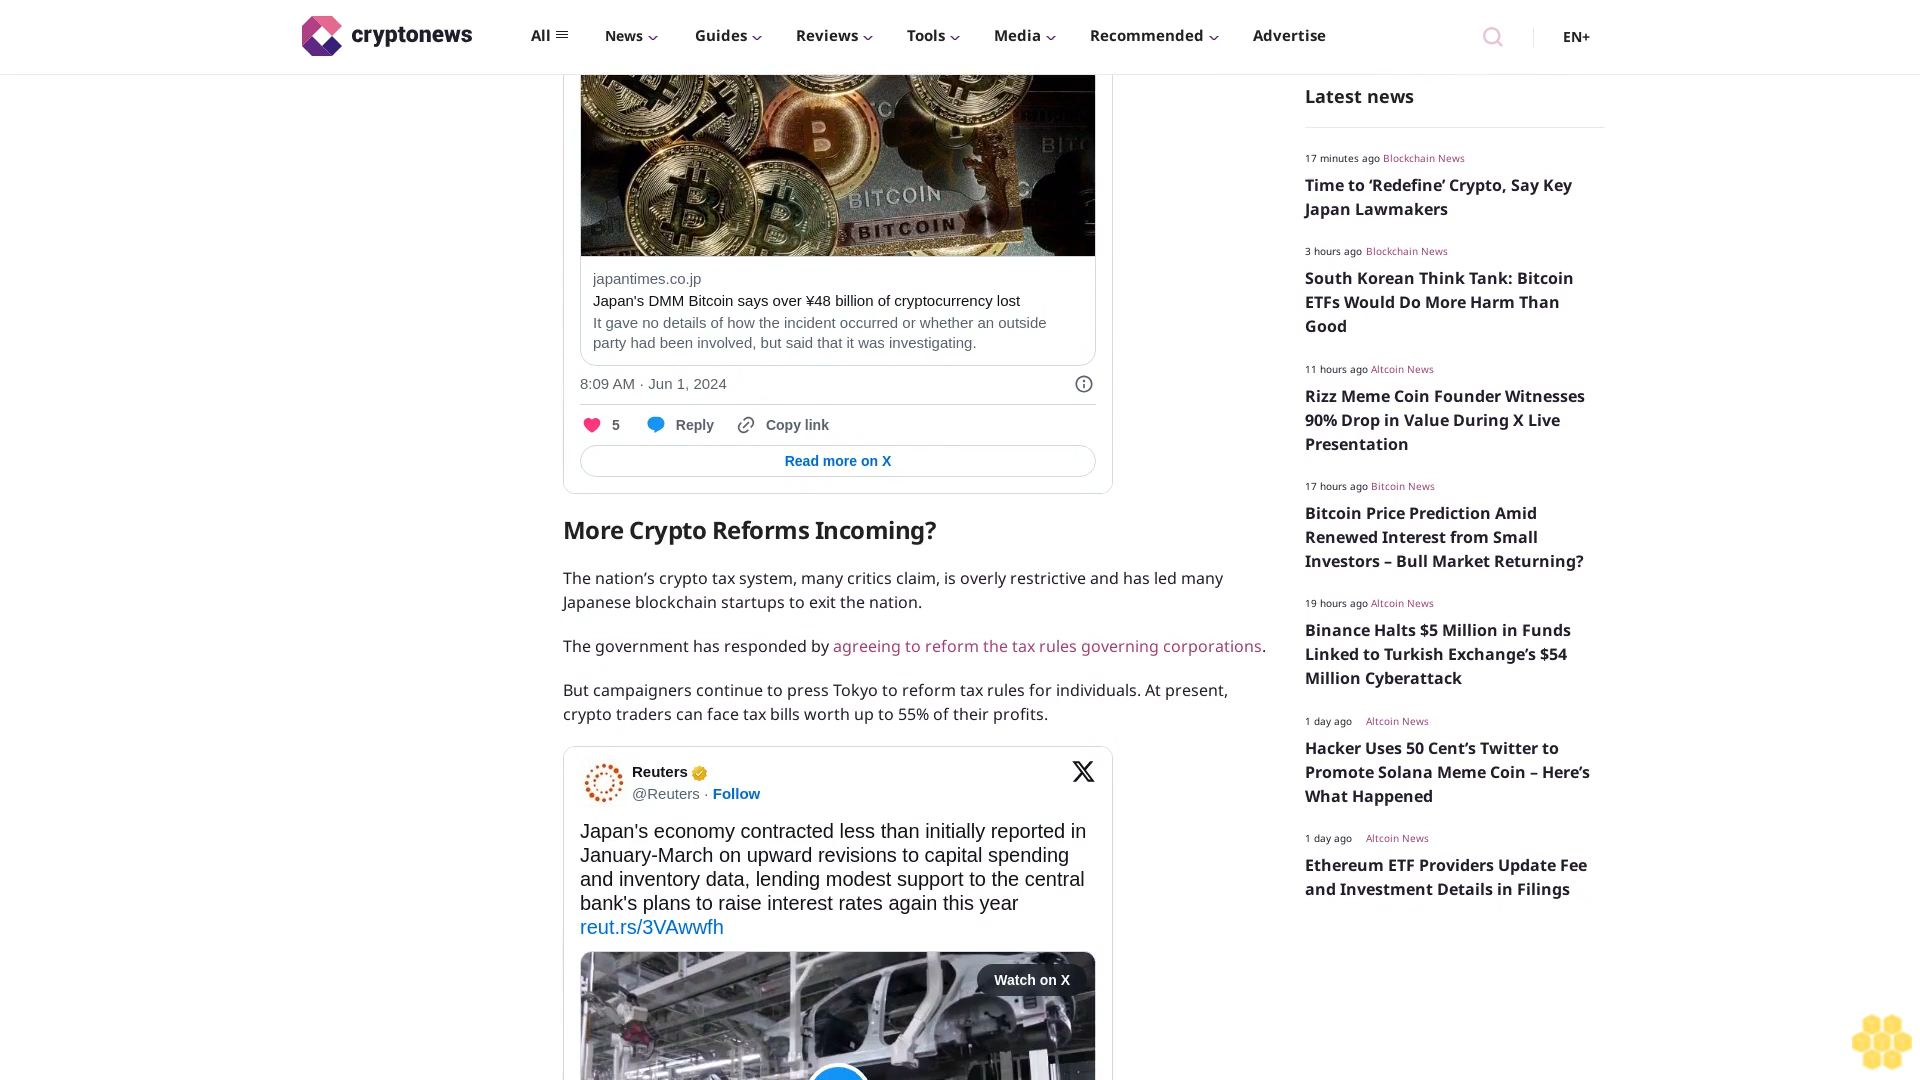 cryptonews
All
News
Guides
Reviews
Tools
Media
Recommended
Advertise
EN+
BITCOIN
BITCOIN
japantimes.co.jp
Japan's DMM Bitcoin says over ¥48 billion of cryptocurrency lost
It gave no details of how the incident occurred or whether an outside
party had been involved, but said that it was investigating.
8:09 AM · Jun 1, 2024
5
Reply
Copy link
Read more on X
More Crypto Reforms Incoming?
The nation’s crypto tax system, many critics claim, is overly restrictive and has led many
Japanese blockchain startups to exit the nation.
The government has responded by agreeing to reform the tax rules governing corporations.
But campaigners continue to press Tokyo to reform tax rules for individuals. At present,
crypto traders can face tax bills worth up to 55% of their profits.
Reuters
@Reuters · Follow
Japan's economy contracted less than initially reported in
January-March on upward revisions to capital spending
and inventory data, lending modest support to the central
bank's plans to raise interest rates again this year
reut.rs/3VAwwfh
Watch on X
Latest news
17 minutes ago Blockchain News
Time to ‘Redefine’ Crypto, Say Key
Japan Lawmakers
3 hours ago Blockchain News
South Korean Think Tank: Bitcoin
ETFs Would Do More Harm Than
Good
11 hours ago Altcoin News
Rizz Meme Coin Founder Witnesses
90% Drop in Value During X Live
Presentation
17 hours ago Bitcoin News
Bitcoin Price Prediction Amid
Renewed Interest from Small
Investors – Bull Market Returning?
19 hours ago Altcoin News
Binance Halts $5 Million in Funds
Linked to Turkish Exchange’s $54
Million Cyberattack
1 day ago Altcoin News
Hacker Uses 50 Cent’s Twitter to
Promote Solana Meme Coin – Here’s
What Happened
1 day ago Altcoin News
Ethereum ETF Providers Update Fee
and Investment Details in Filings